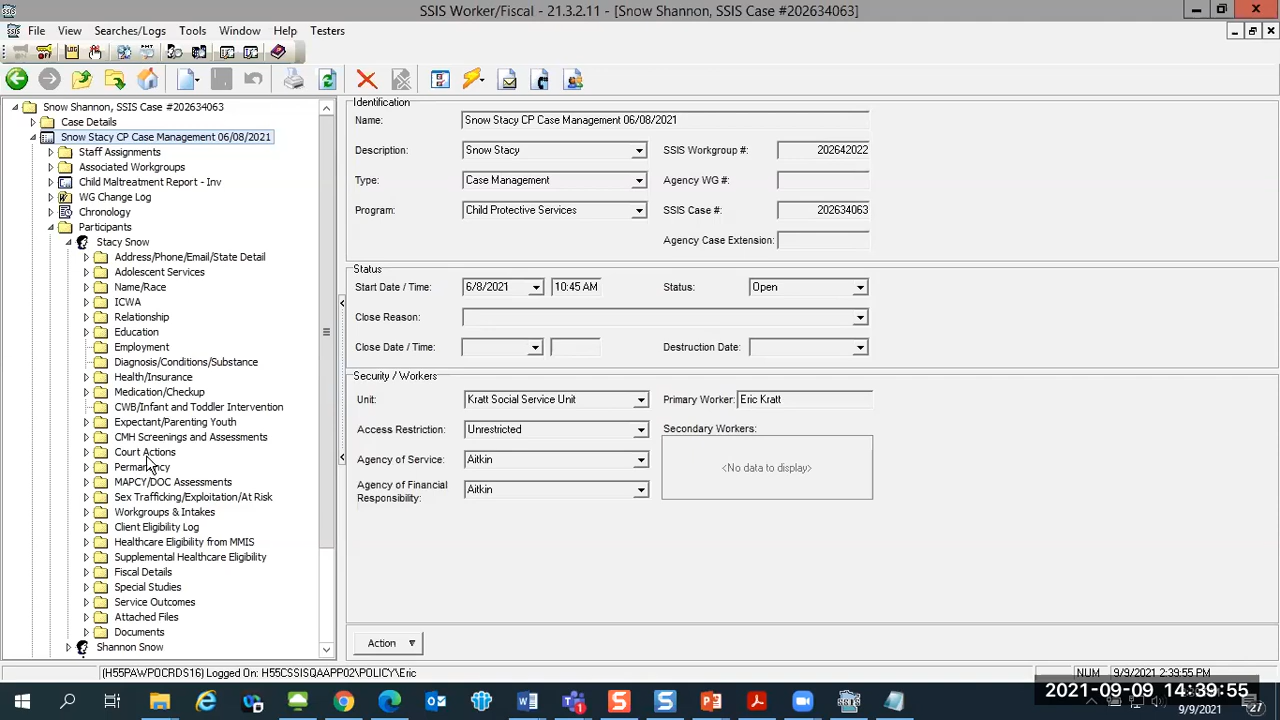 SSIS Worker/Fiscal - 21.3.2.11 - [Snow Shannon, SSIS Case #202634063]
File View Searches/Logs Tools Window Help Testers
Snow Shannon, SSIS Case #202634063
Case Details
Snow Stacy CP Case Management 06/08/2021
Staff Assignments
Associated Workgroups
Child Maltreatment Report - Inv
WG Change Log
Chronology
Participants
Stacy Snow
Address/Phone/Email/State Detail
Adolescent Services
Name/Race
ICWA
Relationship
Education
Employment
Diagnosis/Conditions/Substance
Health/Insurance
Medication/Checkup
CWB/Infant and Toddler Intervention
Expectant/Parenting Youth
CMH Screenings and Assessments
Court Actions
Permanency
MAPCY/DOC Assessments
Sex Trafficking/Exploitation/At Risk
Workgroups & Intakes
Client Eligibility Log
Healthcare Eligibility from MMIS
Supplemental Healthcare Eligibility
Fiscal Details
Special Studies
Service Outcomes
Attached Files
Documents
Shannon Snow
Identification
Name: Snow Stacy CP Case Management 06/08/2021
Description: Snow Stacy SSIS Workgroup #: 202642022
Type: Case Management Agency WG #:
Program: Child Protective Services SSIS Case #: 202634063
Agency Case Extension:
Status
Start Date / Time: 6/8/2021 10:45 AM Status: Open
Close Reason:
Close Date / Time: Destruction Date:
Security / Workers
Unit: Kratt Social Service Unit Primary Worker: Eric Kratt
Access Restriction: Unrestricted Secondary Workers:
Agency of Service: Aitkin <No data to display>
Agency of Financial
Responsibility: Aitkin
Action
(H55PAWPOCRDS16) Logged On: H55CSSISQAAPP02\POLICY\Eric NUM 9/9/2021 2:39:55 PM
2021-09-09 14:39:55
9/9/2021 27